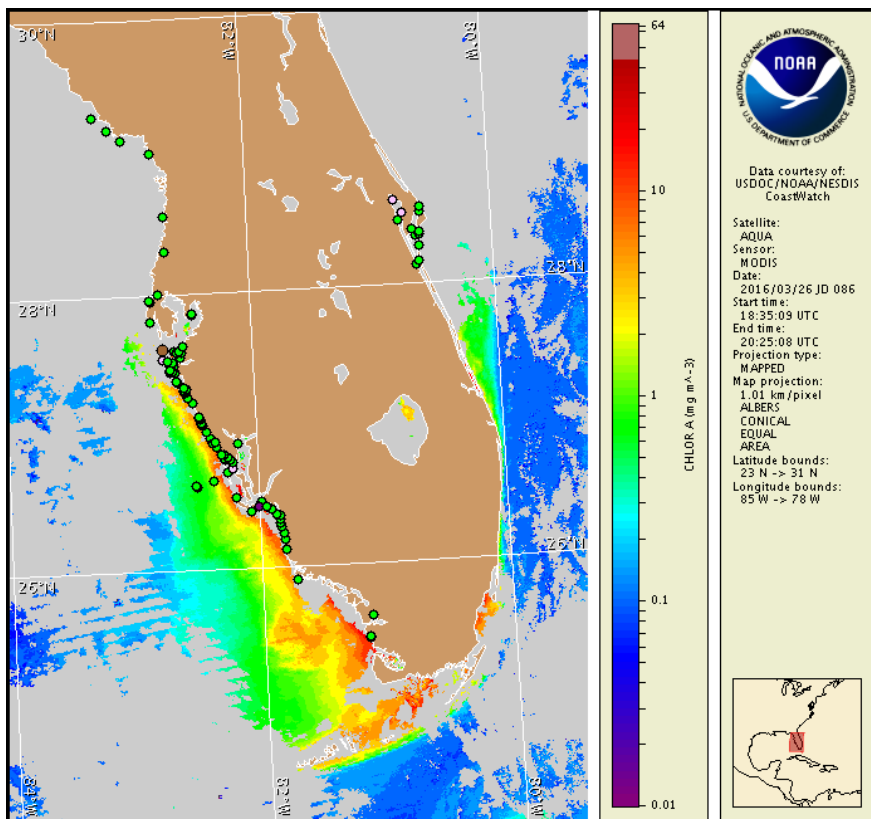 30°N
82°W
80°W
28°N
28°N
26°N
26°N
84°W
82°W
80°W
64
10
1
0.1
0.01
CHLOR A (mg m^-3)
NATIONAL OCEANIC AND ATMOSPHERIC ADMINISTRATION
NOAA
U.S. DEPARTMENT OF COMMERCE
Data courtesy of:
USDOC/NOAA/NESDIS
CoastWatch
Satellite:
AQUA
Sensor:
MODIS
Date:
2016/03/26 JD 086
Start time:
18:35:09 UTC
End time:
20:25:08 UTC
Projection type:
MAPPED
Map projection:
1.01 km/pixel
ALBERS
CONICAL
EQUAL
AREA
Latitude bounds:
23 N -> 31 N
Longitude bounds:
85 W -> 78 W